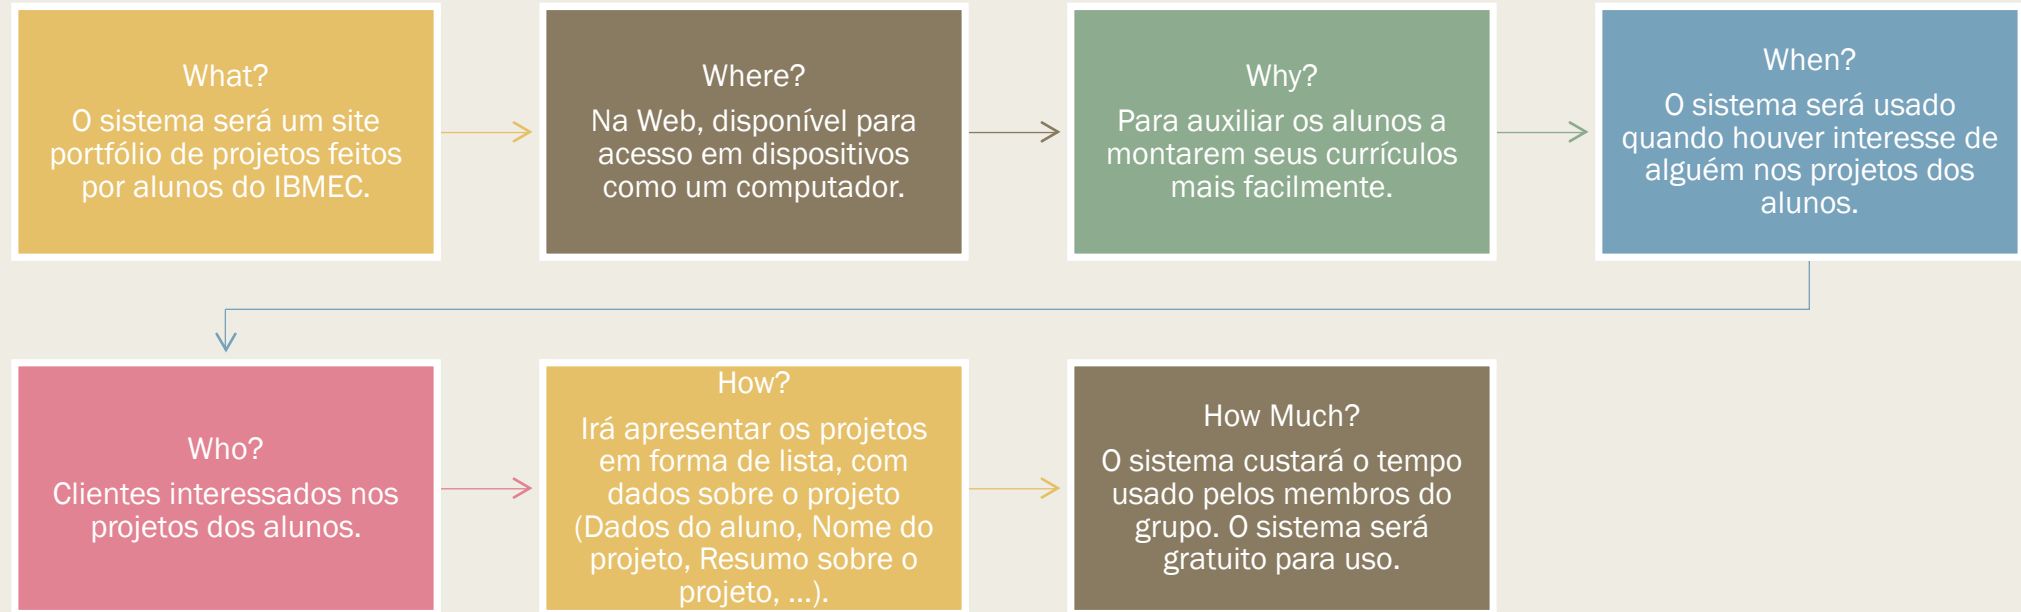 What?
O sistema será um site
portfólio de projetos feitos
por alunos do IBMEC.
Where?
Na Web, disponível para
acesso em dispositivos
como um computador.
Why?
Para auxiliar os alunos a
montarem seus currículos
mais facilmente.
When?
O sistema será usado
quando houver interesse de
alguém nos projetos dos
alunos.
Who?
Clientes interessados nos
projetos dos alunos.
How?
Irá apresentar os projetos
em forma de lista, com
dados sobre o projeto
(Dados do aluno, Nome do
projeto, Resumo sobre o
projeto, ...).
How Much?
O sistema custará o tempo
usado pelos membros do
grupo. O sistema será
gratuito para uso.